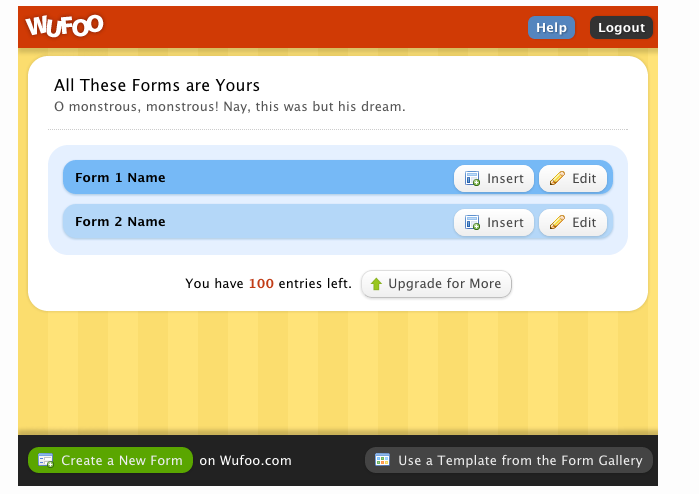 WUFOO
Help
Logout
All These Forms are Yours
O monstrous, monstrous! Nay, this was but his dream.
Form 1 Name
Insert
Edit
Form 2 Name
Insert
Edit
You have 100 entries left.
Upgrade for More
Create a New Form
on Wufoo.com
Use a Template from the Form Gallery